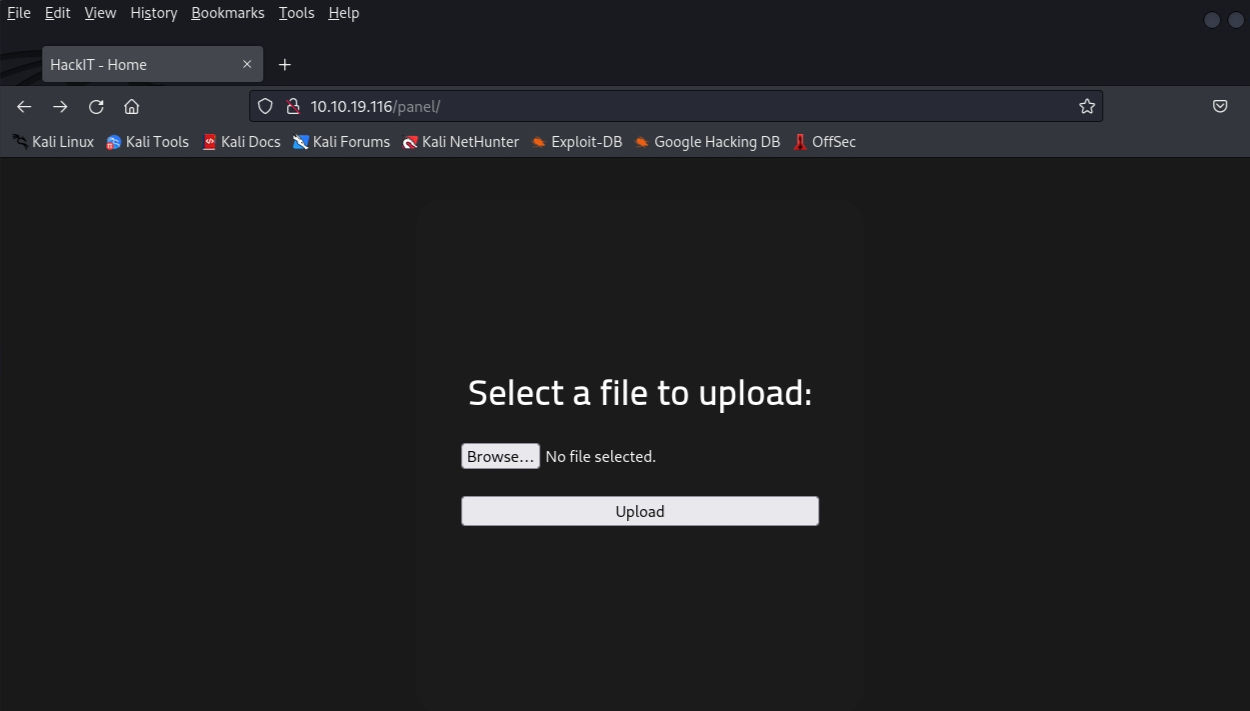 File Edit View History Bookmarks Tools Help
HackIT - Home
10.10.19.116/panel/
Kali Linux Kali Tools Kali Docs Kali Forums Kali NetHunter Exploit-DB Google Hacking DB OffSec
Select a file to upload:
Browse... No file selected.
Upload